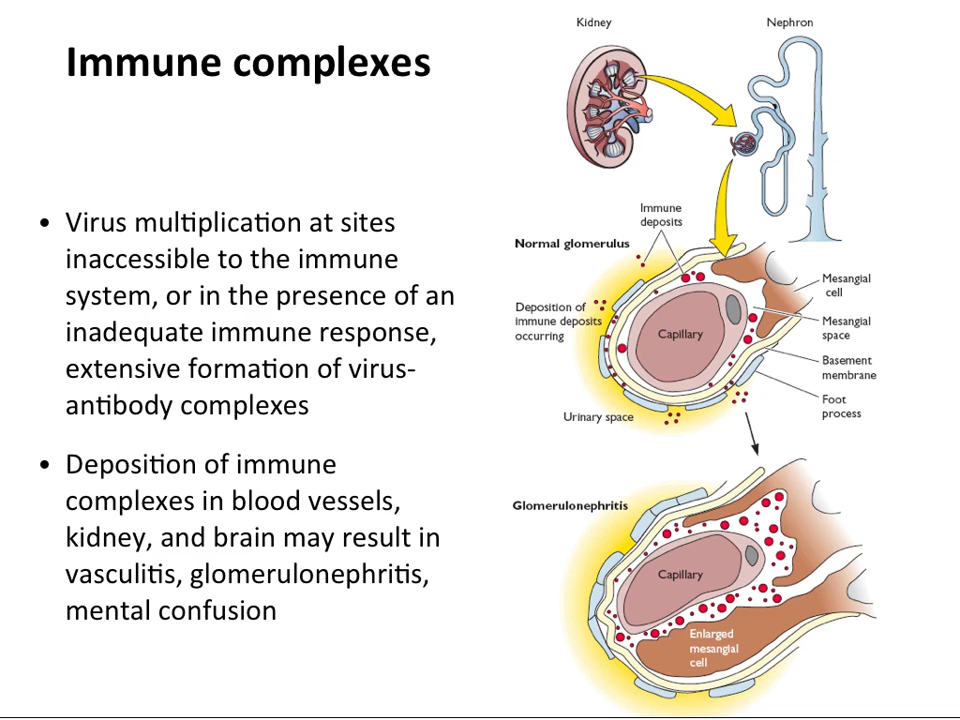 Immune complexes
• Virus multiplication at sites
inaccessible to the immune
system, or in the presence of an
inadequate immune response,
extensive formation of virus-
antibody complexes
• Deposition of immune
complexes in blood vessels,
kidney, and brain may result in
vasculitis, glomerulonephritis,
mental confusion
Kidney
Nephron
Immune
deposits
Normal glomerulus
Deposition of
immune deposits
occurring
Capillary
Mesangial
cell
Mesangial
space
Basement
membrane
Foot
process
Urinary space
Glomerulonephritis
Capillary
Enlarged
mesangial
cell